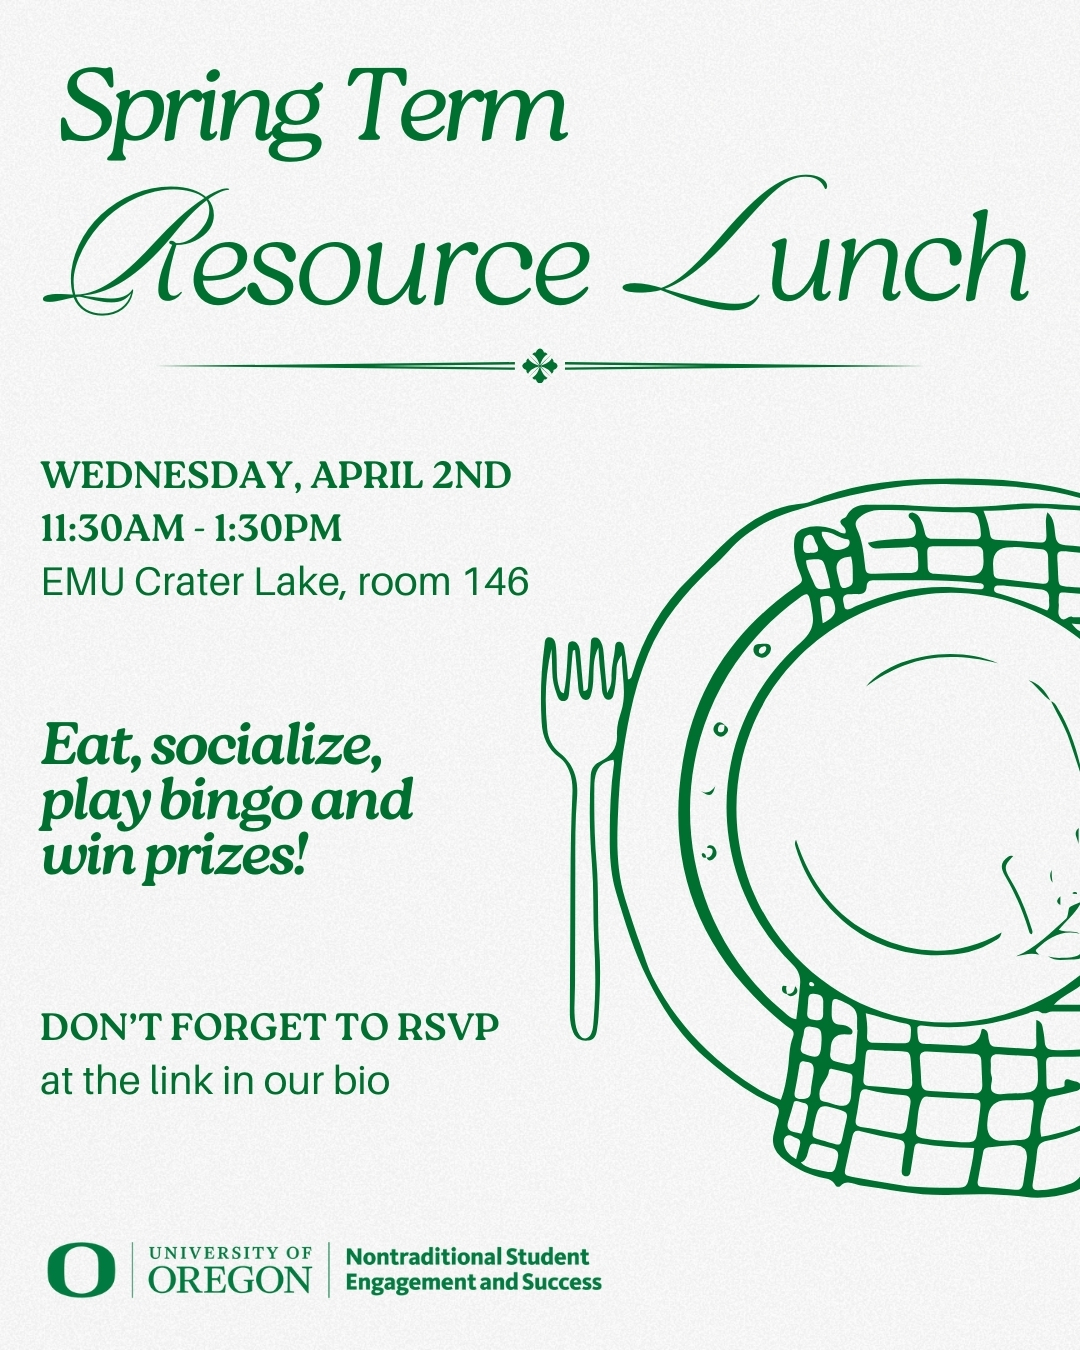 Spring Term
Resource Lunch
WEDNESDAY, APRIL 2ND
11:30AM - 1:30PM
EMU Crater Lake, room 146
Eat, socialize,
play bingo and
win prizes!
DON'T FORGET TO RSVP
at the link in our bio
O
UNIVERSITY OF
OREGON
Nontraditional Student
Engagement and Success